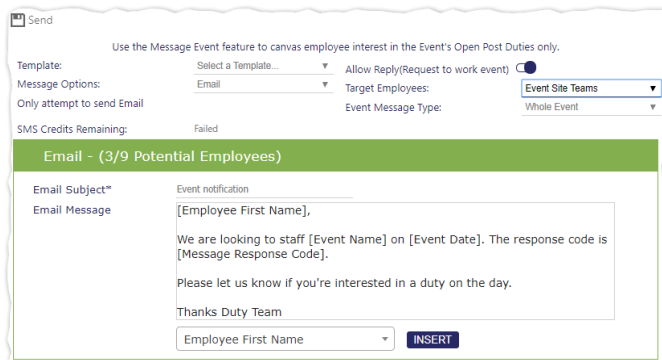 Send
Use the Message Event feature to canvas employee interest in the Event's Open Post Duties only.
Template: Select a Template... Allow Reply(Request to work event)
Message Options: Email Target Employees: Event Site Teams
Only attempt to send Email Event Message Type: Whole Event
SMS Credits Remaining: Failed
Email - (3/9 Potential Employees)
Email Subject* Event notification
Email Message [Employee First Name],
We are looking to staff [Event Name] on [Event Date]. The response code is
[Message Response Code].
Please let us know if you're interested in a duty on the day.
Thanks Duty Team
Employee First Name INSERT